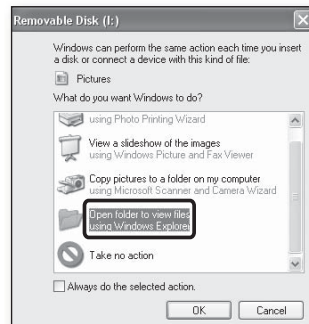 Removable Disk (I:)
Windows can perform the same action each time you insert
a disk or connect a device with this kind of file:
Pictures
What do you want Windows to do?
using Photo Printing Wizard
View a slideshow of the images
using Windows Picture and Fax Viewer
Copy pictures to a folder on my computer
using Microsoft Scanner and Camera Wizard
Open folder to view files
using Windows Explorer
Take no action
Always do the selected action.
OK
Cancel